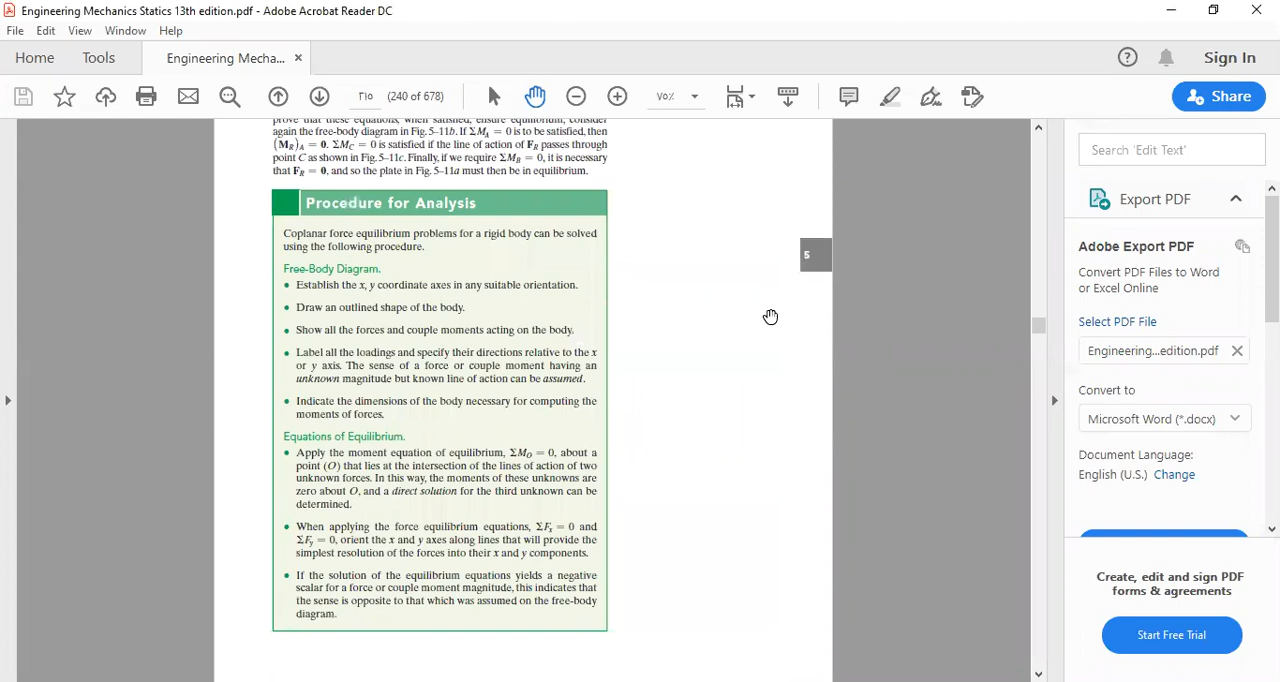 Engineering Mechanics Statics 13th edition.pdf - Adobe Acrobat Reader DC
File Edit View Window Help
Home Tools Engineering Mecha... × Sign In
٢١٥ (240 of 678) ٧٥% Share
prove that these equations, when satisfied, ensure equilibrium, consider
again the free-body diagram in Fig. 5–11b. If ΣM_A = 0 is to be satisfied, then
(M_R)_A = 0. ΣM_C = 0 is satisfied if the line of action of F_R passes through
point C as shown in Fig. 5–11c. Finally, if we require ΣM_B = 0, it is necessary
that F_R = 0, and so the plate in Fig. 5–11a must then be in equilibrium.
Procedure for Analysis
Coplanar force equilibrium problems for a rigid body can be solved
using the following procedure.
Free-Body Diagram.
• Establish the x, y coordinate axes in any suitable orientation.
• Draw an outlined shape of the body.
• Show all the forces and couple moments acting on the body.
• Label all the loadings and specify their directions relative to the x
or y axis. The sense of a force or couple moment having an
unknown magnitude but known line of action can be assumed.
• Indicate the dimensions of the body necessary for computing the
moments of forces.
Equations of Equilibrium.
• Apply the moment equation of equilibrium, ΣM_O = 0, about a
point (O) that lies at the intersection of the lines of action of two
unknown forces. In this way, the moments of these unknowns are
zero about O, and a direct solution for the third unknown can be
determined.
• When applying the force equilibrium equations, ΣF_x = 0 and
ΣF_y = 0, orient the x and y axes along lines that will provide the
simplest resolution of the forces into their x and y components.
• If the solution of the equilibrium equations yields a negative
scalar for a force or couple moment magnitude, this indicates that
the sense is opposite to that which was assumed on the free-body
diagram.
5
Search 'Edit Text'
Export PDF
Adobe Export PDF
Convert PDF Files to Word
or Excel Online
Select PDF File
Engineering...edition.pdf ×
Convert to
Microsoft Word (*.docx)
Document Language:
English (U.S.) Change
Create, edit and sign PDF
forms & agreements
Start Free Trial